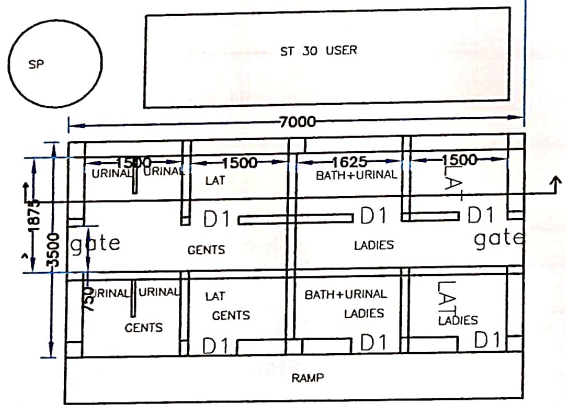 SP
ST 30 USER
7000
1500 1500 1625 1500
URINAL URINAL LAT BATH+URINAL LAT
1875
D1 D1 D1
gate GENTS LADIES gate
3500
750
URINAL URINAL LAT BATH+URINAL LAT
GENTS GENTS LADIES LADIES
D1 D1 D1
RAMP